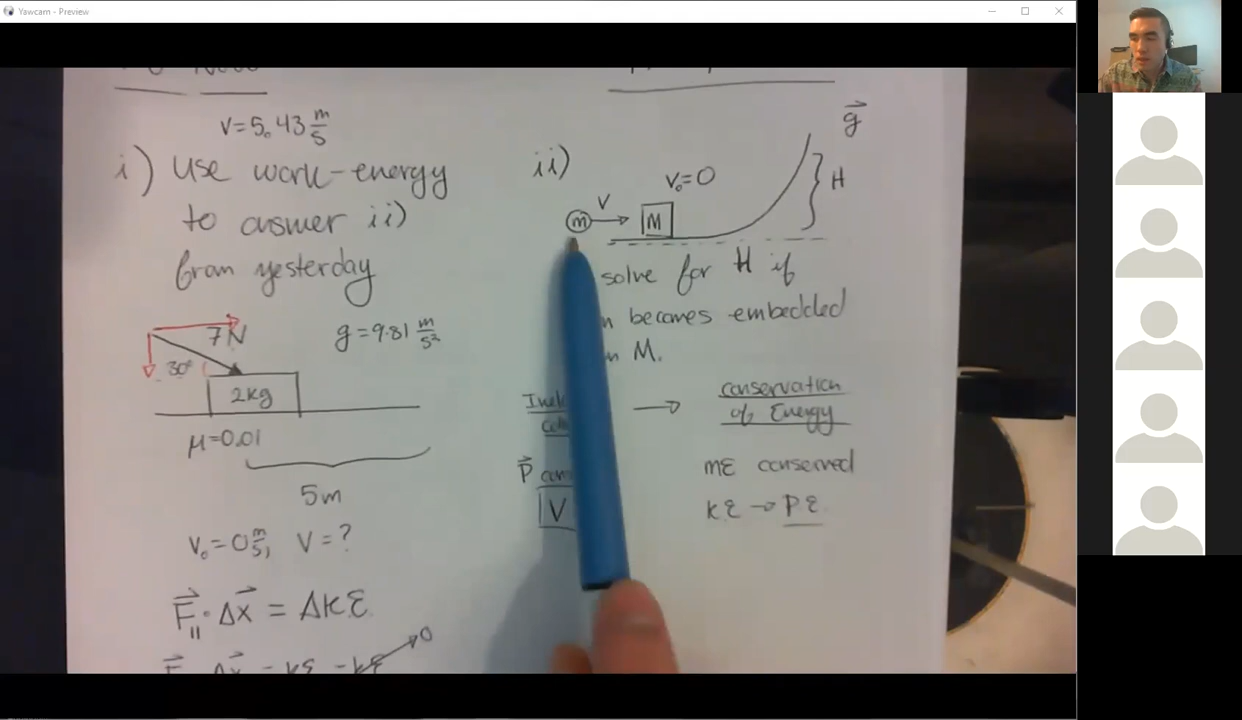 Yawcam - Preview
v=5.43 m/s
i) Use work-energy
to answer ii)
from yesterday
7N
30°
g=9.81 m/s²
2kg
μ=0.01
5m
v₀=0 m/s, v=?
F⃗∥·Δx⃗ = ΔKE
0
ii)
g⃗
v₀=0
H
v
m
M
solve for H if
becomes embedded
M.
→ conservation
of Energy
P⃗
V
ME conserved
KE → PE